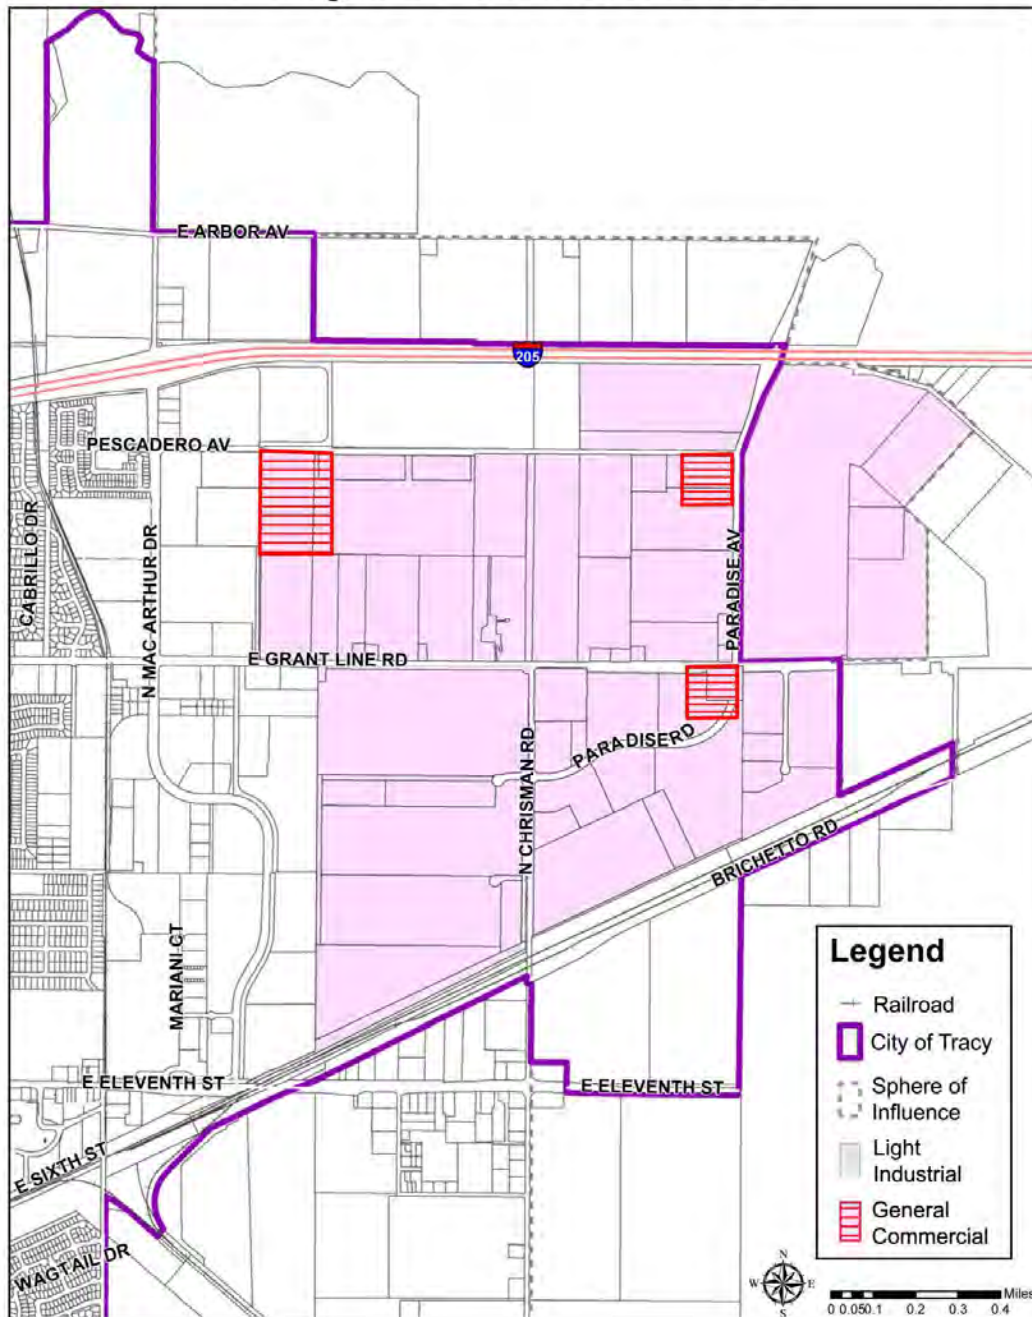 E ARBOR AV
205
PESCADERO AV
CABRILLO DR
N MAC ARTHUR DR
PARADISE AV
E GRANT LINE RD
PARADISE RD
N CHRISMAN RD
BRICHETTO RD
MARIANI CT
E ELEVENTH ST
E ELEVENTH ST
E SIXTH ST
WAGTAIL DR
Legend
Railroad
City of Tracy
Sphere of
Influence
Light
Industrial
General
Commercial
N
W E
S
Miles
0 0.05 0.1 0.2 0.3 0.4